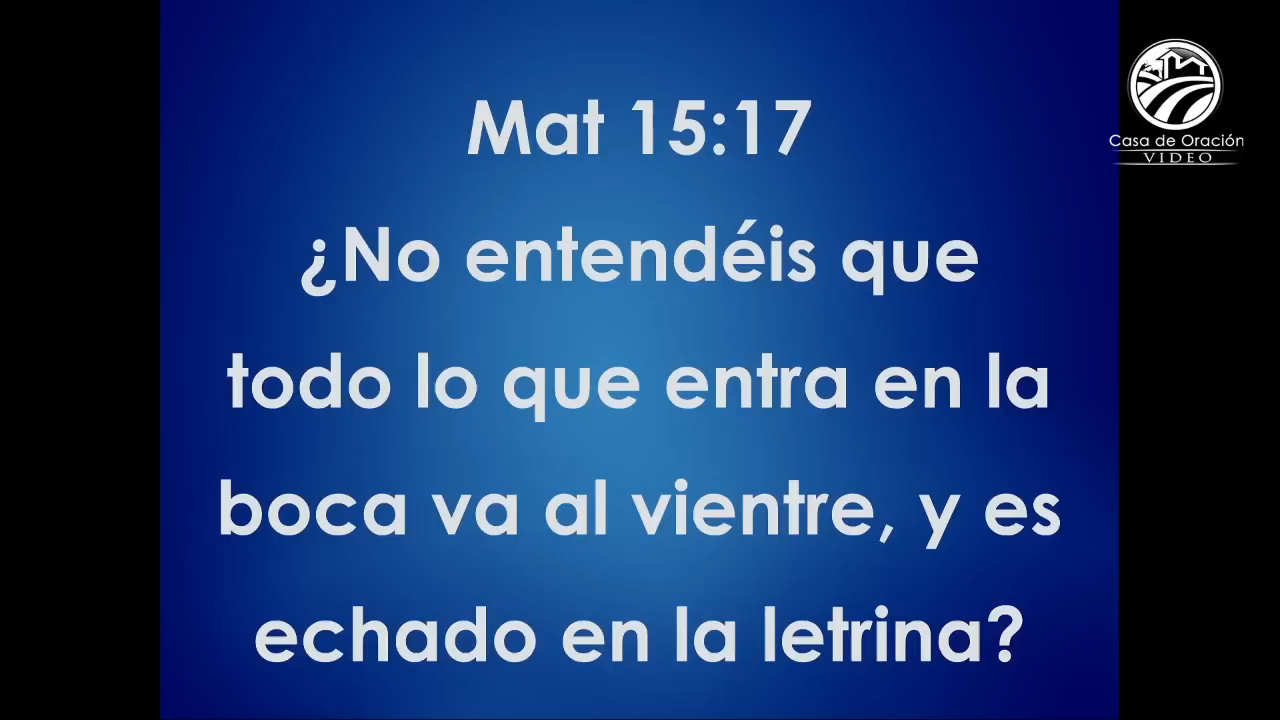 Mat 15:17
¿No entendéis que
todo lo que entra en la
boca va al vientre, y es
echado en la letrina?
Casa de Oración
VIDEO